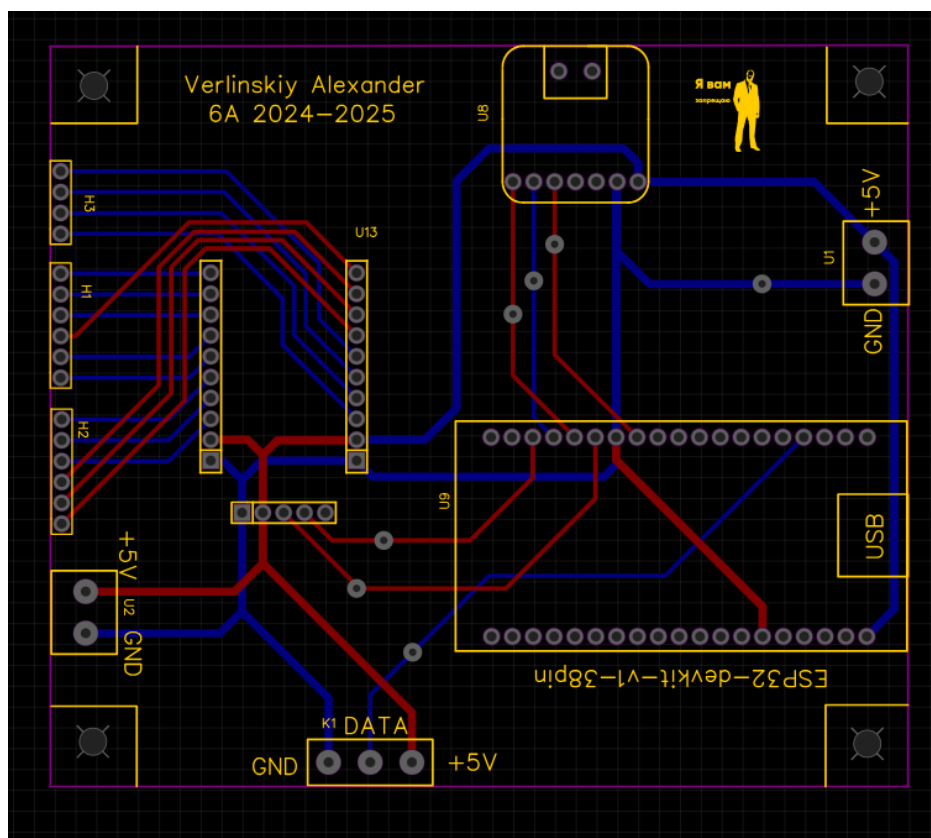 Verlinskiy Alexander
6A 2024-2025
U8
Я вам
запрещаю
H3
U13
+5V
U1
GND
H1
H2
U9
USB
+5V
U2
GND
ESP32-devkit-v1-38pin
K1 DATA
GND
+5V